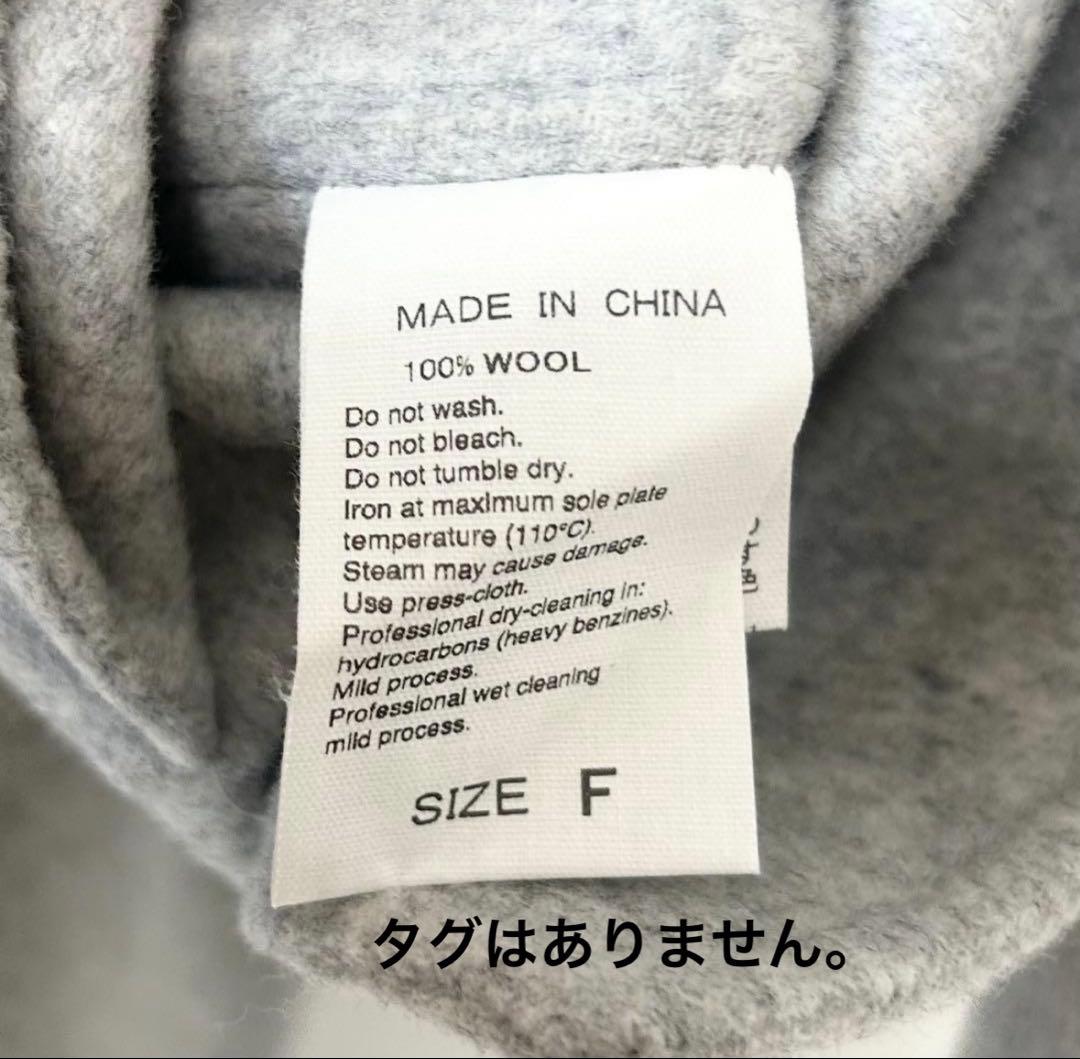 MADE IN CHINA
100% WOOL
Do not wash.
Do not bleach.
Do not tumble dry.
Iron at maximum sole plate
temperature (110°C).
Steam may cause damage.
Use press-cloth.
Professional dry-cleaning in:
hydrocarbons (heavy benzines).
Mild process.
Professional wet cleaning
mild process.
SIZE F
タグはありません。